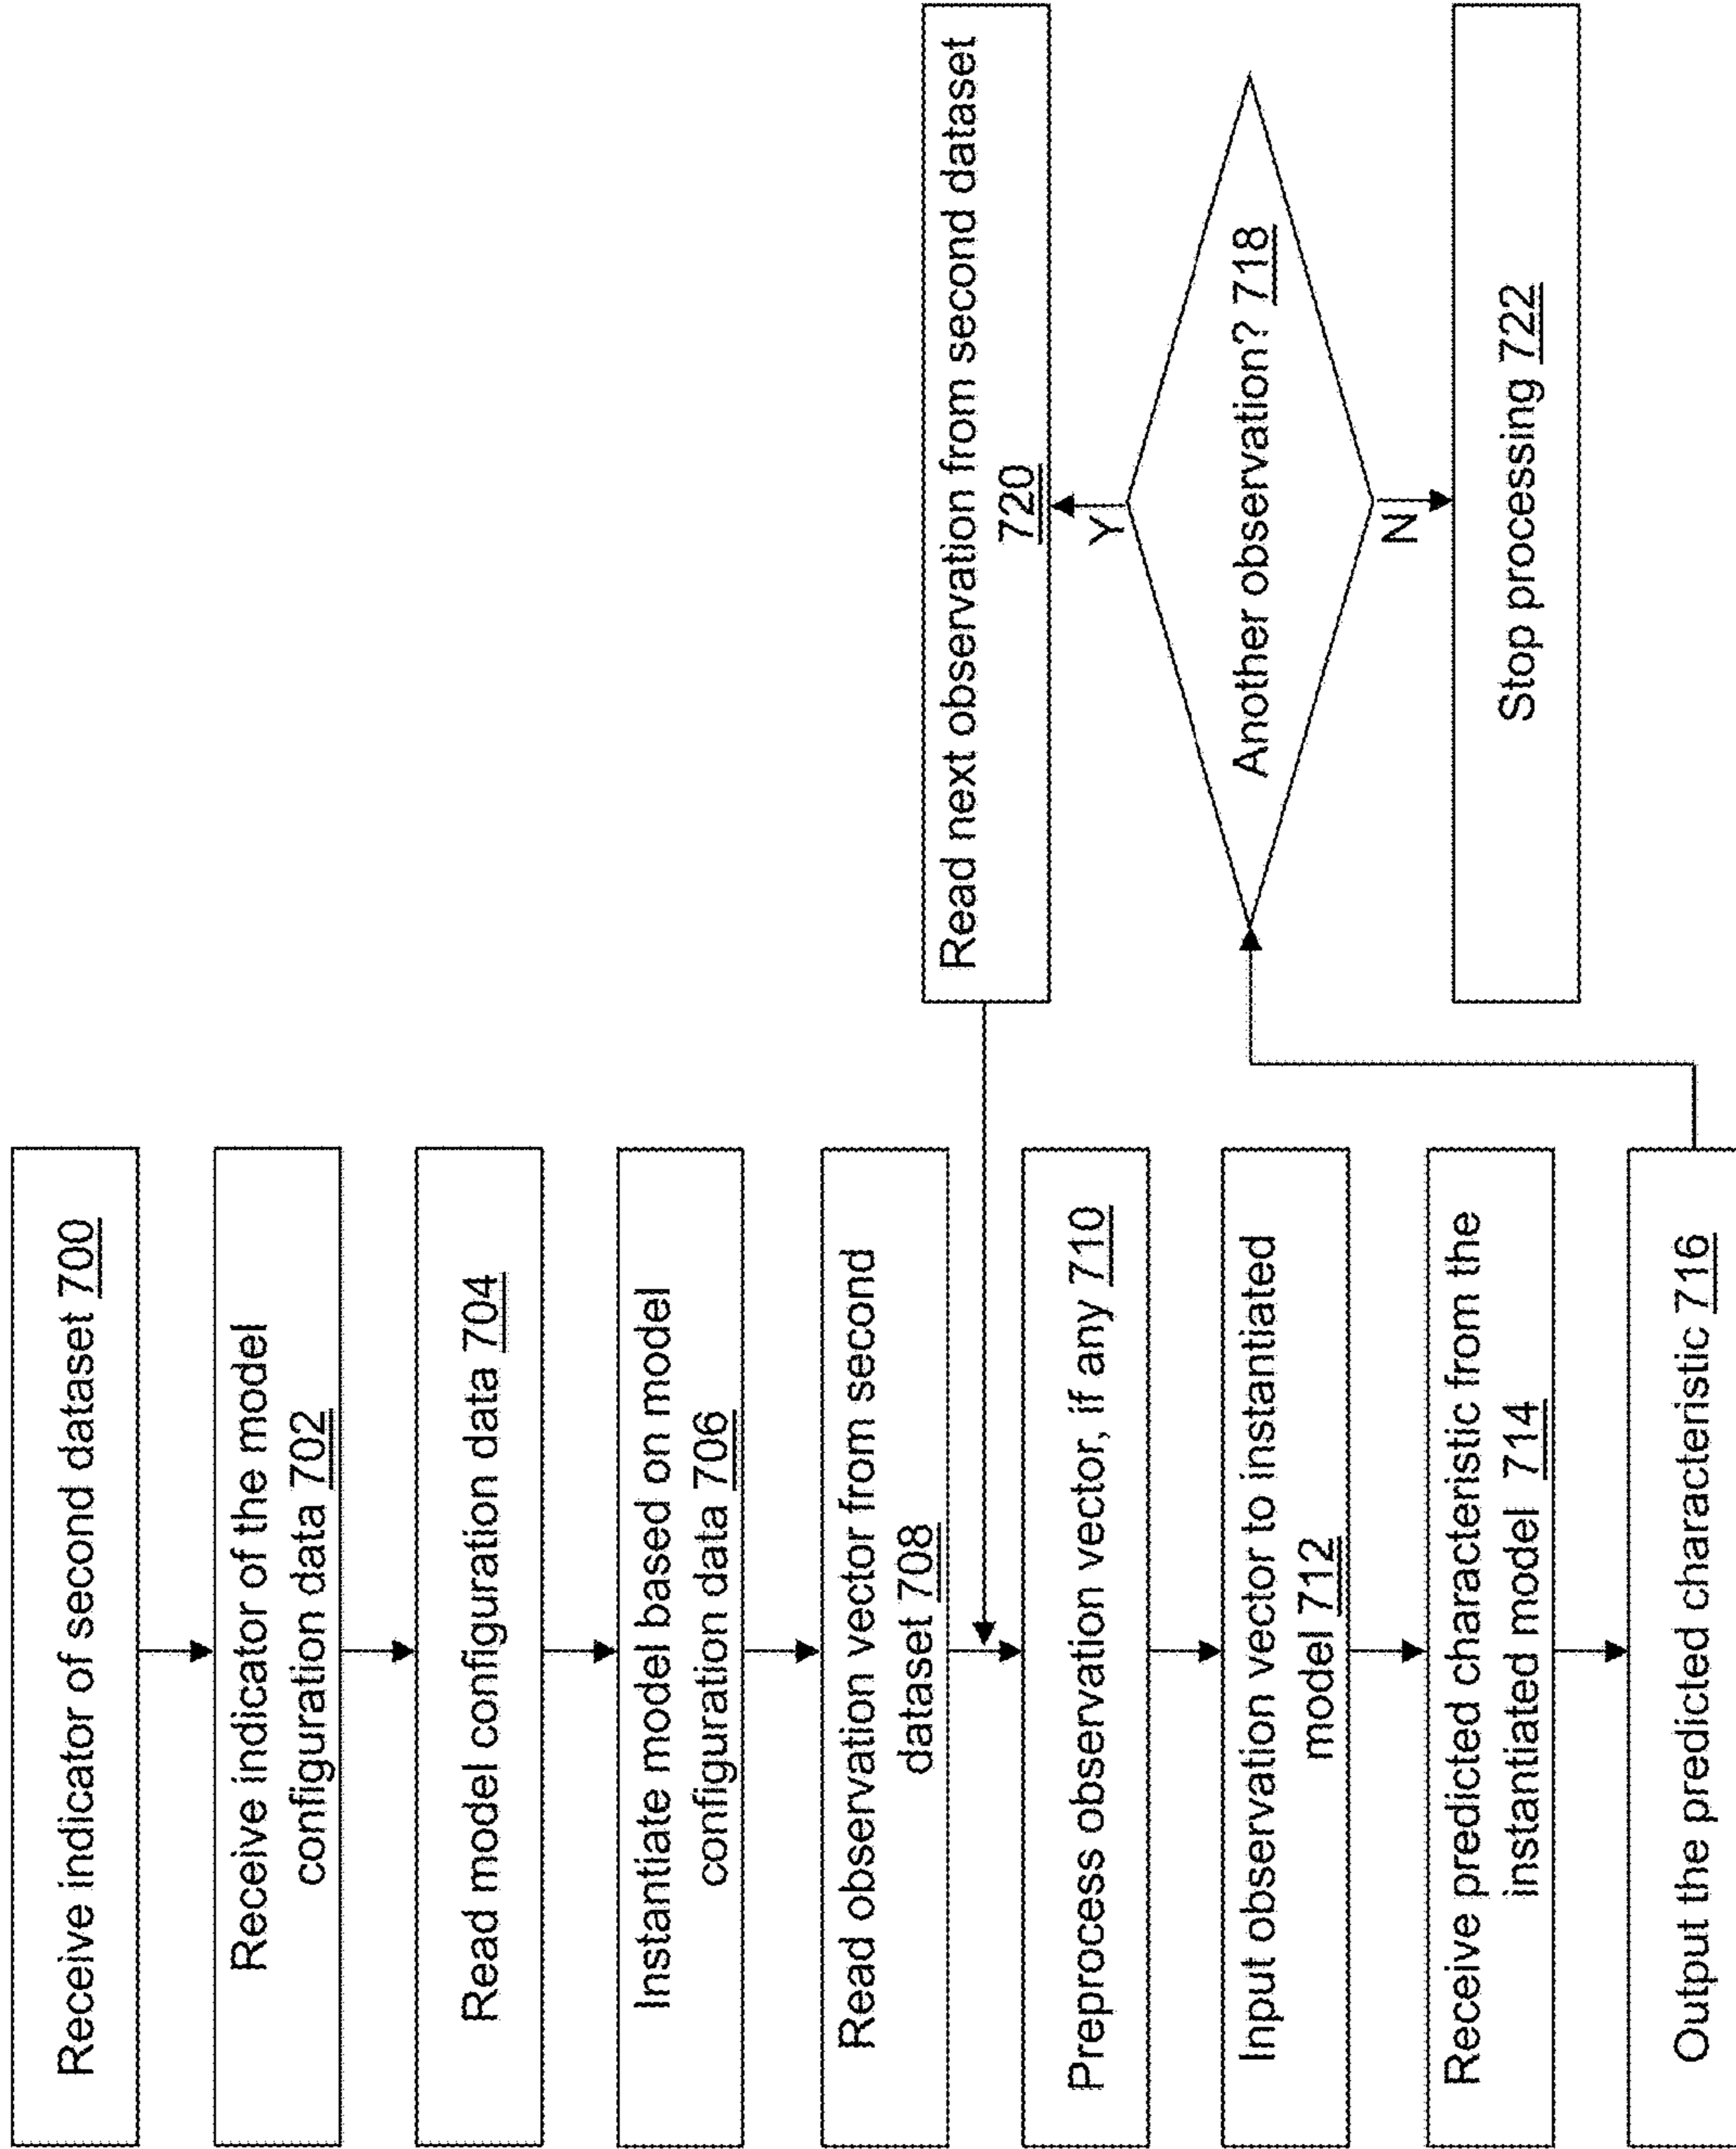 Receive indicator of second dataset 700
Receive indicator of the model
configuration data 702
Read model configuration data 704
Instantiate model based on model
configuration data 706
Read observation vector from second
dataset 708
Preprocess observation vector, if any 710
Input observation vector to instantiated
model 712
Receive predicted characteristic from the
instantiated model 714
Output the predicted characteristic 716
Read next observation from second dataset
720
Y
Another observation? 718
N
Stop processing 722